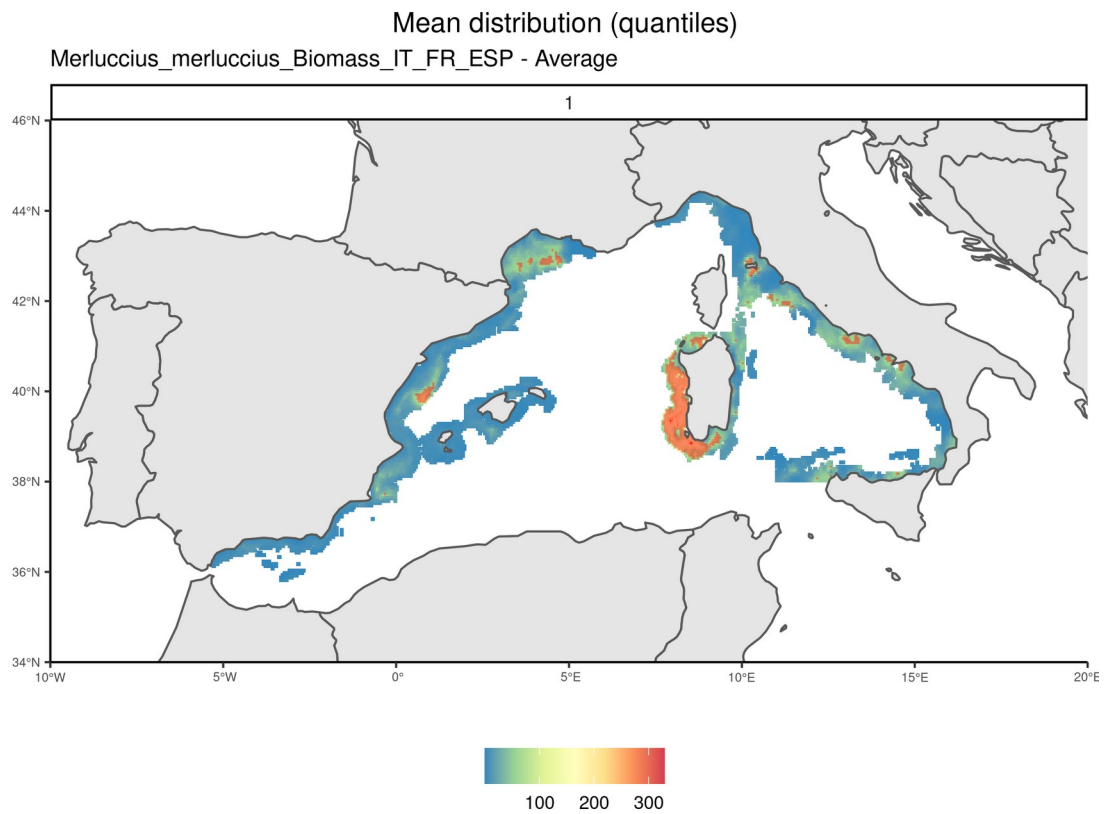 Mean distribution (quantiles)
Merluccius_merluccius_Biomass_IT_FR_ESP - Average
1
46°N
44°N
42°N
40°N
38°N
36°N
34°N
10°W 5°W 0° 5°E 10°E 15°E 20°E
100 200 300